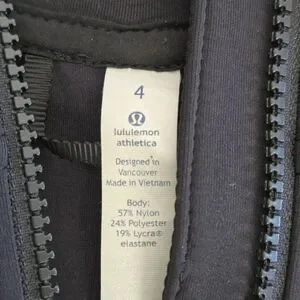 4
lululemon
athletica
Designed in
Vancouver
Made in Vietnam
Body:
57% Nylon
24% Polyester
19% Lycra®
elastane